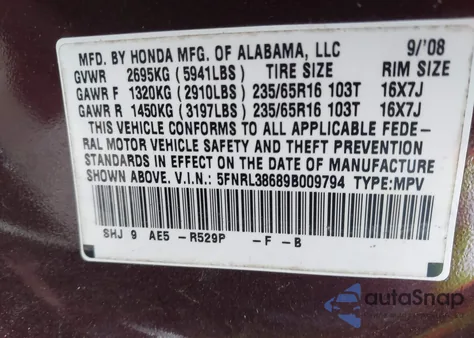 MFD. BY HONDA MFG. OF ALABAMA, LLC 9/'08
GVWR 2695KG (5941LBS) TIRE SIZE RIM SIZE
GAWR F 1320KG (2910LBS) 235/65R16 103T 16X7J
GAWR R 1450KG (3197LBS) 235/65R16 103T 16X7J
THIS VEHICLE CONFORMS TO ALL APPLICABLE FEDE-
RAL MOTOR VEHICLE SAFETY AND THEFT PREVENTION
STANDARDS IN EFFECT ON THE DATE OF MANUFACTURE
SHOWN ABOVE. V.I.N.: 5FNRL38689B009794 TYPE:MPV
SHJ 9 AE5 -R529P -F -B
autoSnap